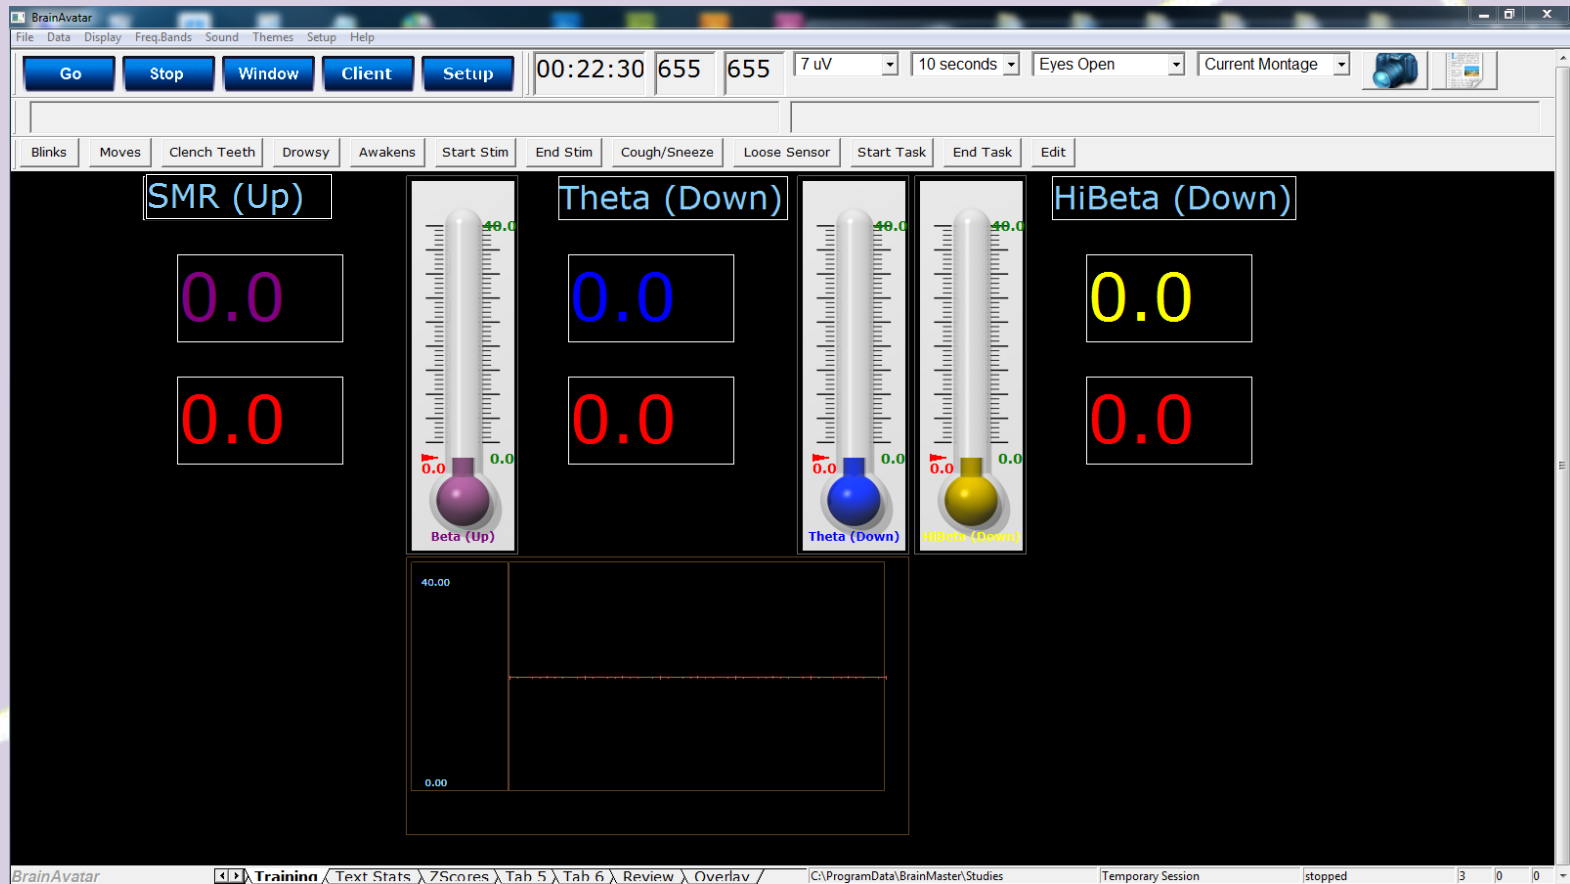 BrainAvatar
File Data Display Freq.Bands Sound Themes Setup Help
Go Stop Window Client Setup 00:22:30 655 655 7 uV 10 seconds Eyes Open Current Montage
Blinks Moves Clench Teeth Drowsy Awakens Start Stim End Stim Cough/Sneeze Loose Sensor Start Task End Task Edit
SMR (Up) Theta (Down) HiBeta (Down)
40.0 40.0 40.0
0.0 0.0 0.0
0.0 0.0 0.0
0.0 0.0 0.0 0.0 0.0 0.0
Beta (Up) Theta (Down) HiBeta (Down)
40.00
0.00
BrainAvatar Training Text Stats ZScores Tab 5 Tab 6 Review Overlay C:\ProgramData\BrainMaster\Studies Temporary Session stopped 3 0 0